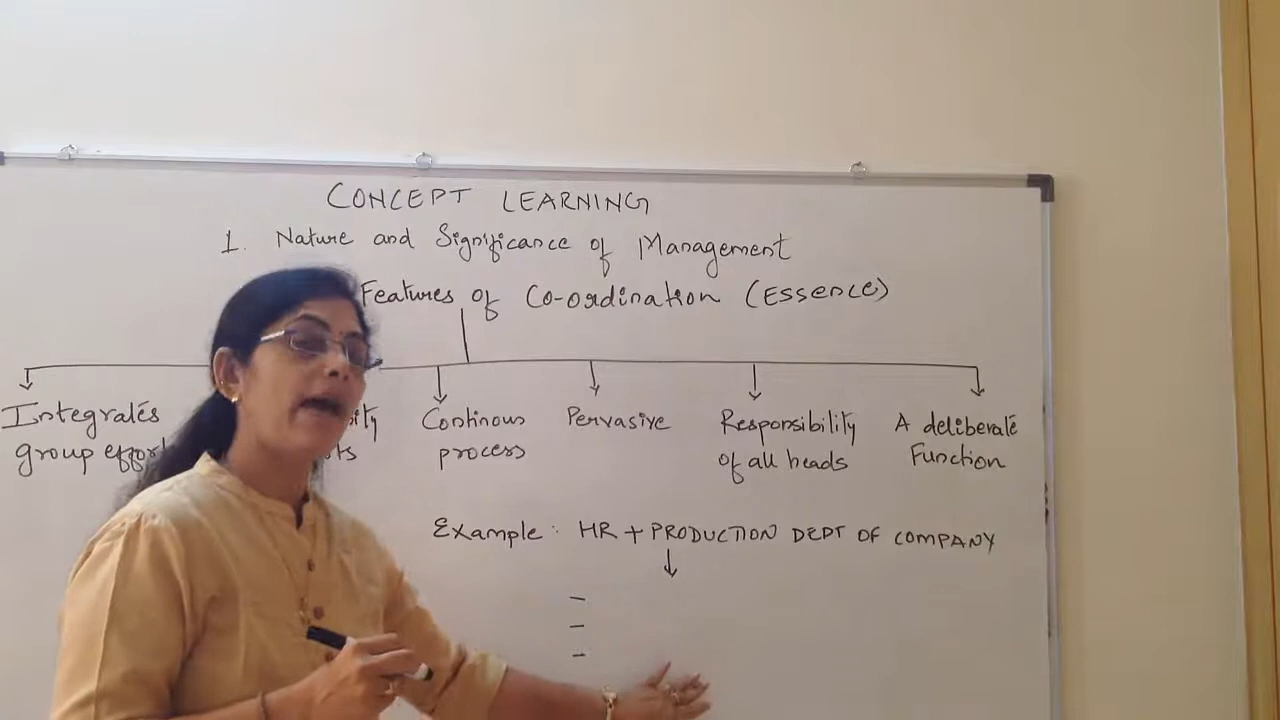 CONCEPT LEARNING
1. Nature and Significance of Management
Features of Co-ordination (Essence)
Integrates
group
Continous
process
Pervasive
Responsibility
of all heads
A deliberate
Function
Example: HR + PRODUCTION DEPT OF COMPANY